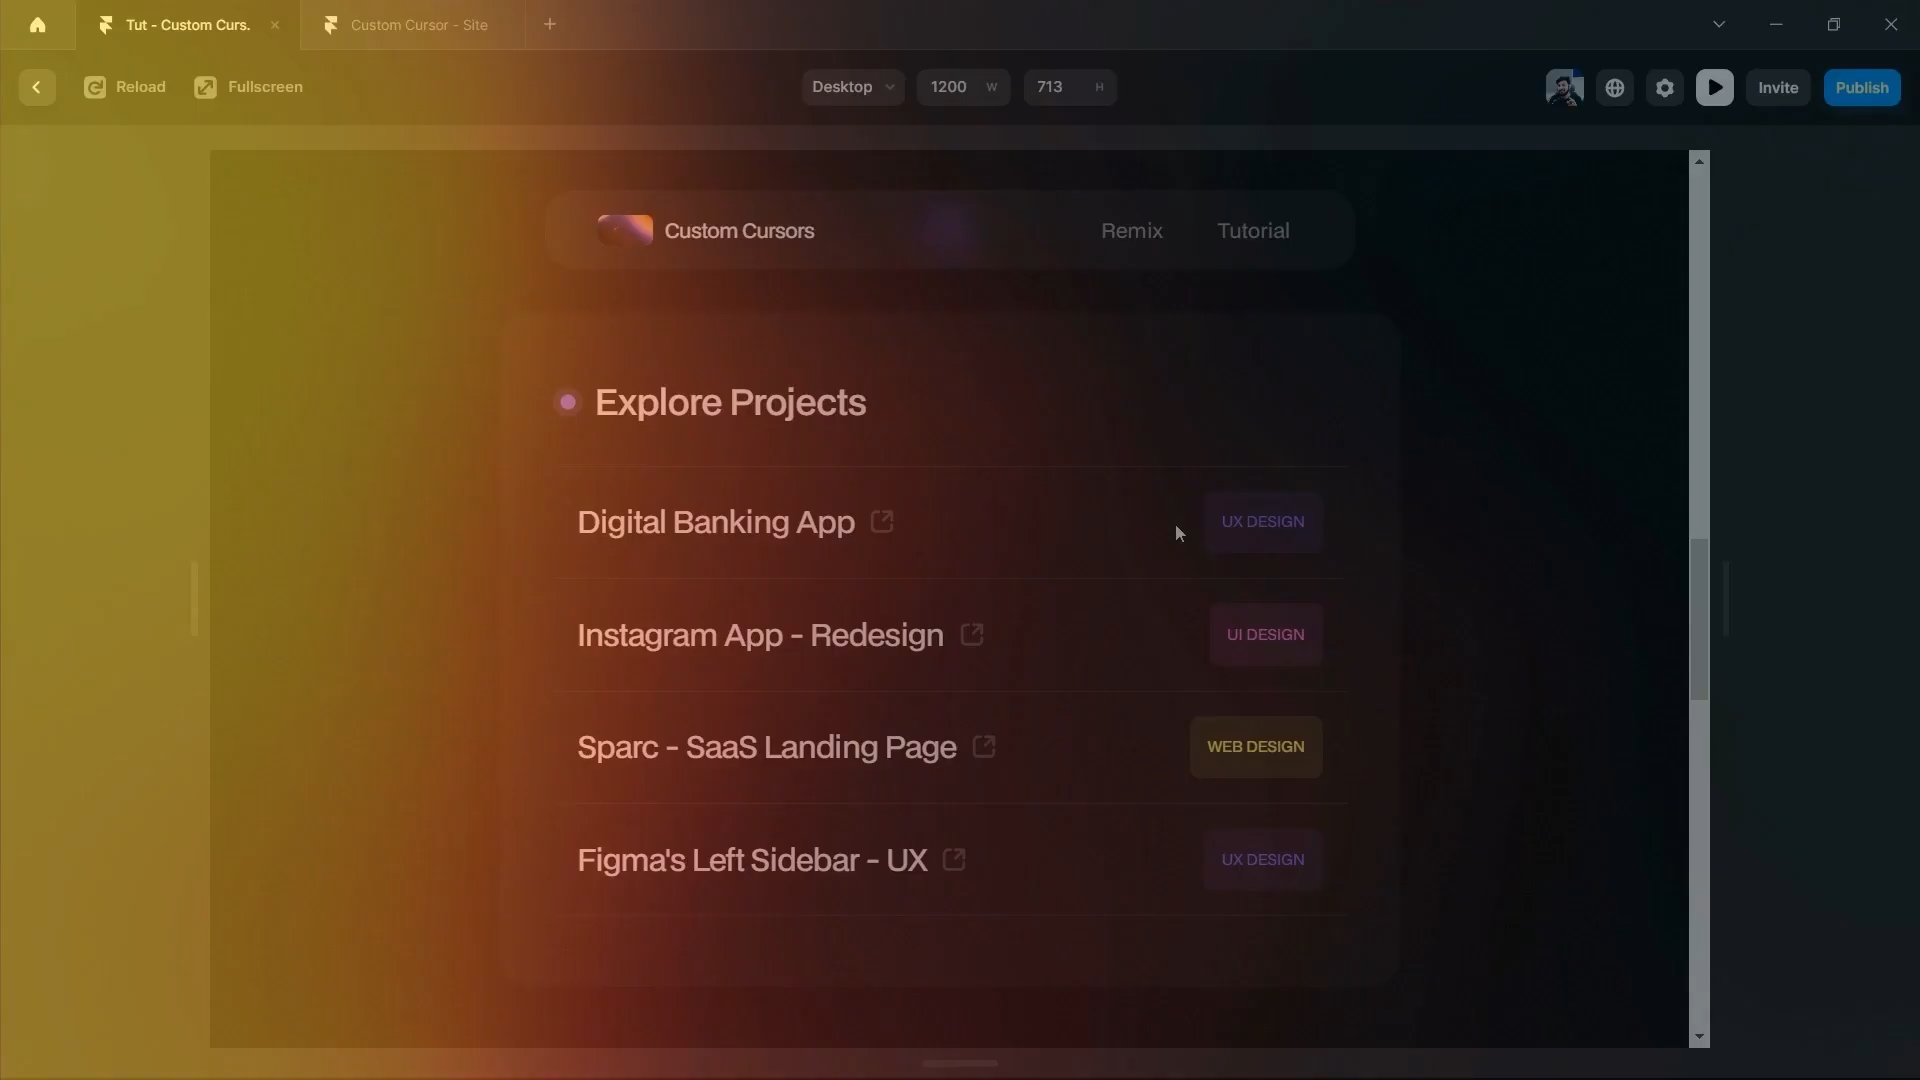 Tut - Custom Curs.
Custom Cursor - Site
Reload
Fullscreen
Desktop
1200 W
713 H
Invite
Publish
Custom Cursors
Remix
Tutorial
Explore Projects
Digital Banking App
UX DESIGN
Instagram App - Redesign
UI DESIGN
Sparc - SaaS Landing Page
WEB DESIGN
Figma's Left Sidebar - UX
UX DESIGN